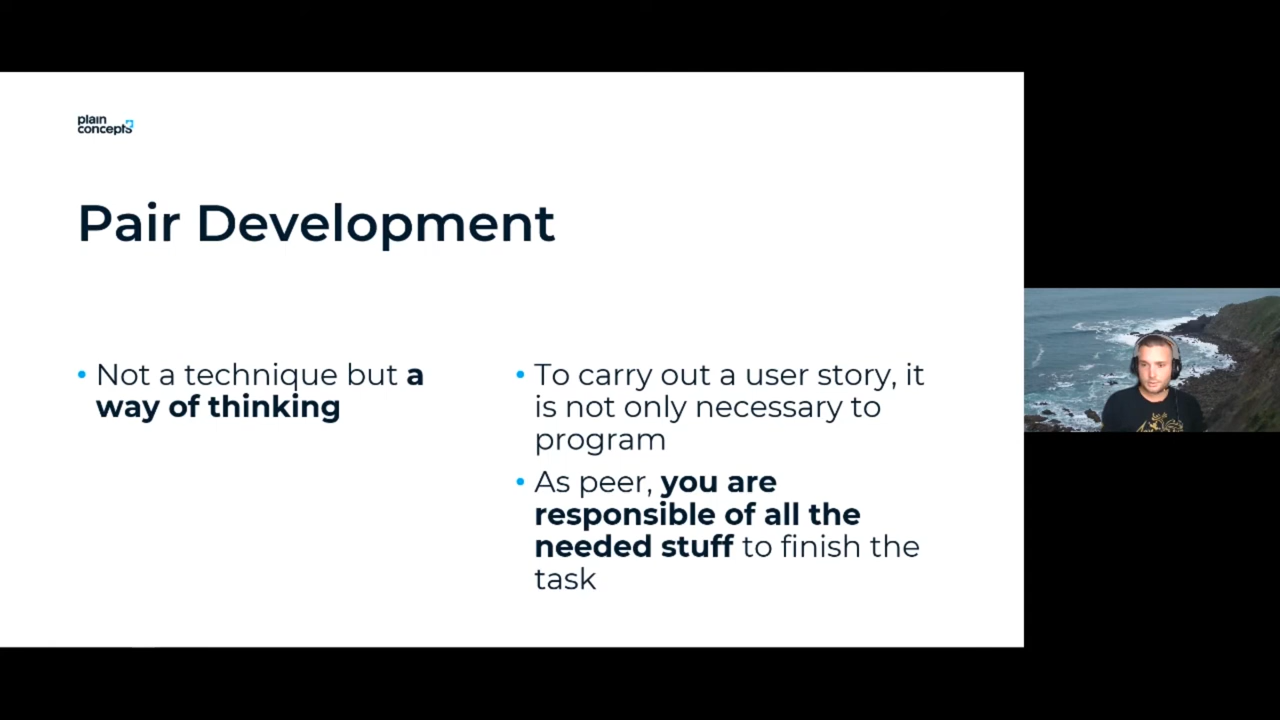 plain
concepts
Pair Development
• Not a technique but a
way of thinking
• To carry out a user story, it
is not only necessary to
program
• As peer, you are
responsible of all the
needed stuff to finish the
task